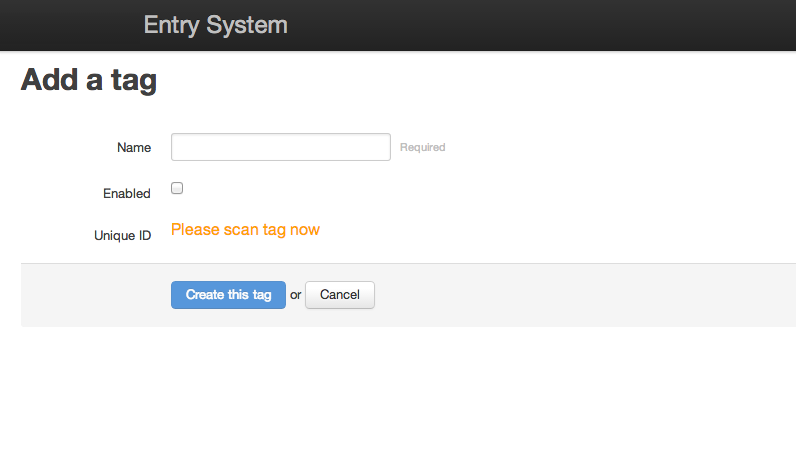 Entry System
Add a tag
Name Required
Enabled
Unique ID Please scan tag now
Create this tag or Cancel